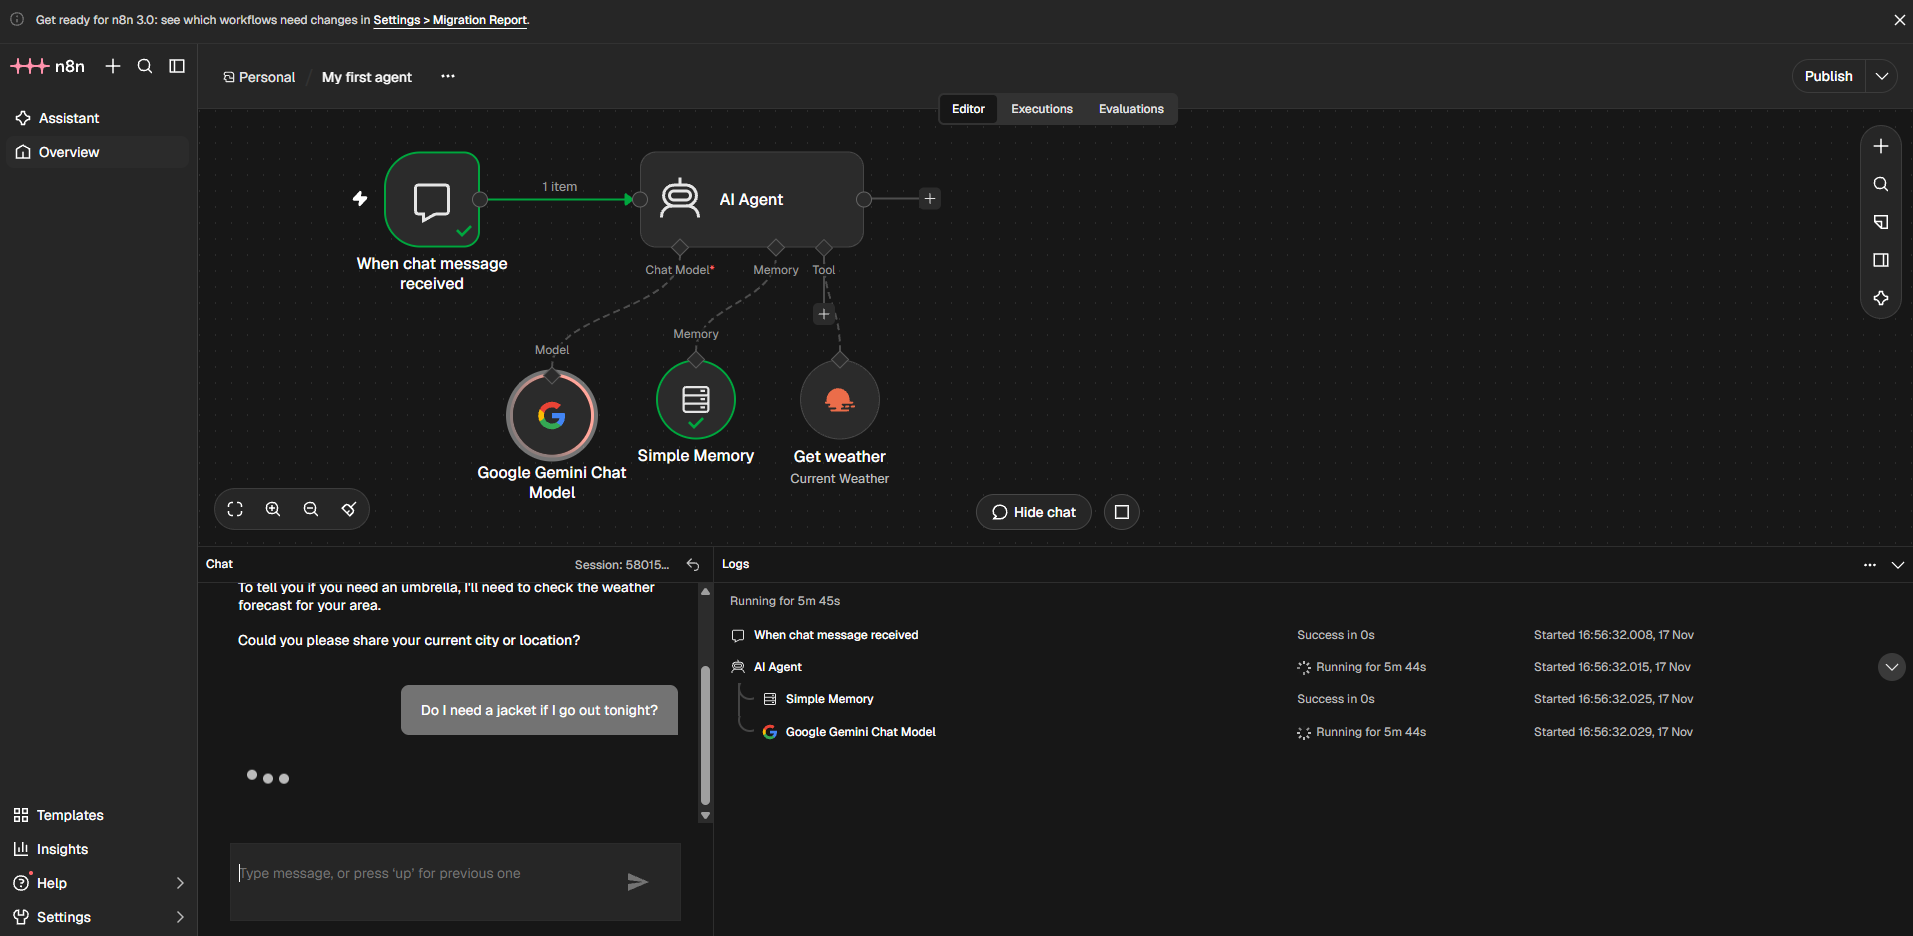 Get ready for n8n 3.0: see which workflows need changes in Settings > Migration Report.
n8n
Personal / My first agent ...
Publish
Assistant
Overview
Editor Executions Evaluations
1 item
AI Agent
When chat message
received
Chat Model* Memory Tool
Memory
Model
Simple Memory
Get weather
Current Weather
Google Gemini Chat
Model
Hide chat
Chat
Session: 58015...
To tell you if you need an umbrella, I'll need to check the weather
forecast for your area.
Could you please share your current city or location?
Do I need a jacket if I go out tonight?
Type message, or press 'up' for previous one
Logs
Running for 5m 45s
When chat message received Success in 0s Started 16:56:32.008, 17 Nov
AI Agent Running for 5m 44s Started 16:56:32.015, 17 Nov
Simple Memory Success in 0s Started 16:56:32.025, 17 Nov
Google Gemini Chat Model Running for 5m 44s Started 16:56:32.029, 17 Nov
Templates
Insights
Help
Settings